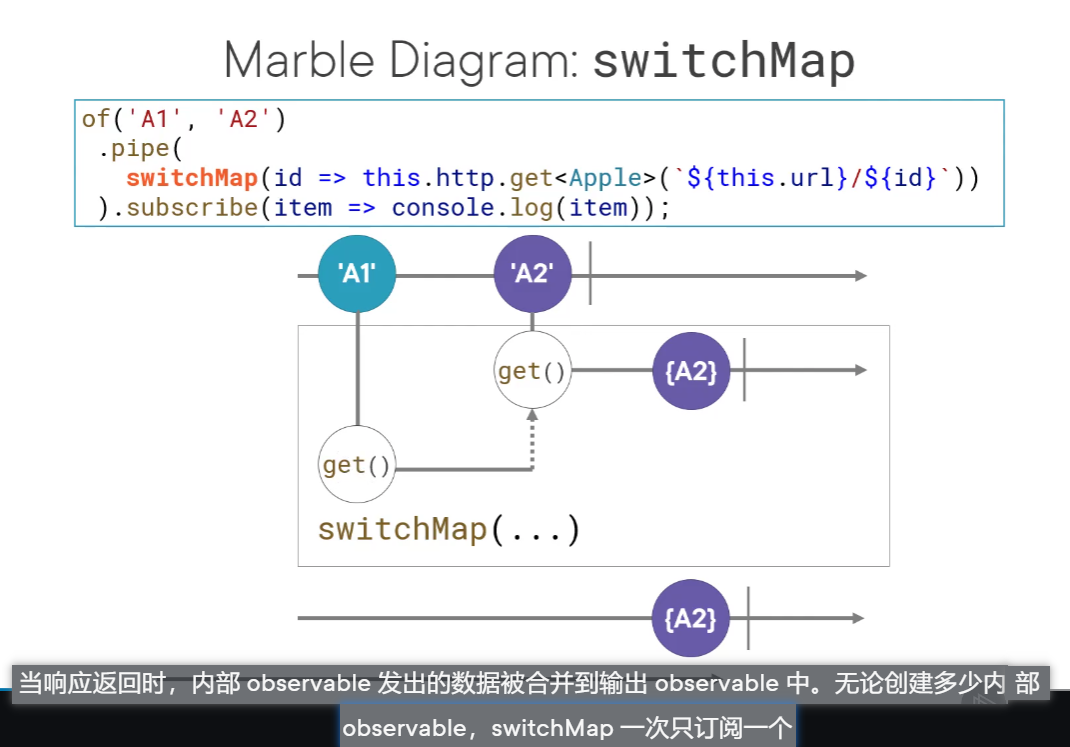 Marble Diagram: switchMap
of('A1', 'A2')
.pipe(
switchMap(id => this.http.get<Apple>(`${this.url}/${id}`))
).subscribe(item => console.log(item));
'A1'
'A2'
get()
{A2}
get()
switchMap(...)
{A2}
当响应返回时，内部 observable 发出的数据被合并到输出 observable 中。无论创建多少内 部
observable，switchMap 一次只订阅一个